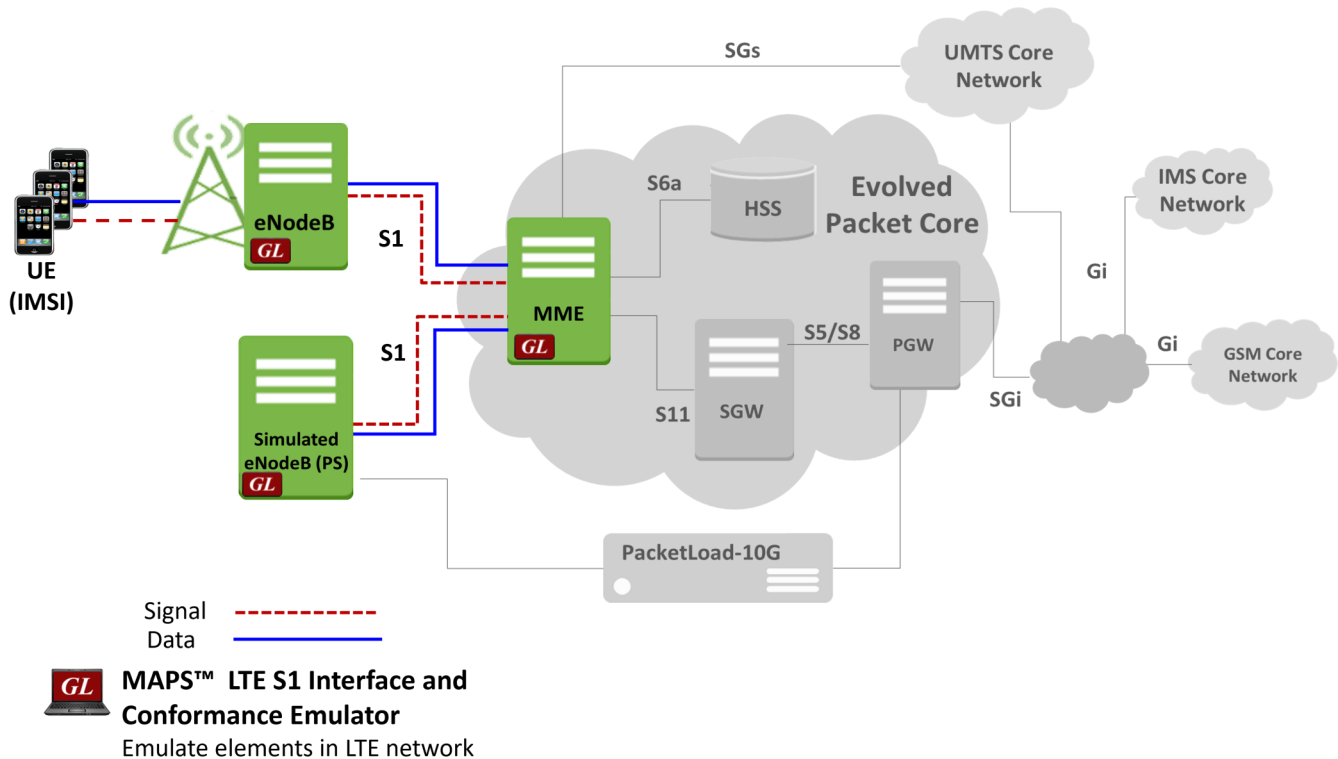 SGs
UMTS Core
Network
eNodeB
GL
S1
S6a
HSS
Evolved
Packet Core
IMS Core
Network
UE
(IMSI)
MME
GL
Gi
S1
S5/S8
PGW
Gi
GSM Core
Network
SGi
S11
SGW
Simulated
eNodeB (PS)
GL
PacketLoad-10G
Signal
Data
GL
MAPS™ LTE S1 Interface and
Conformance Emulator
Emulate elements in LTE network